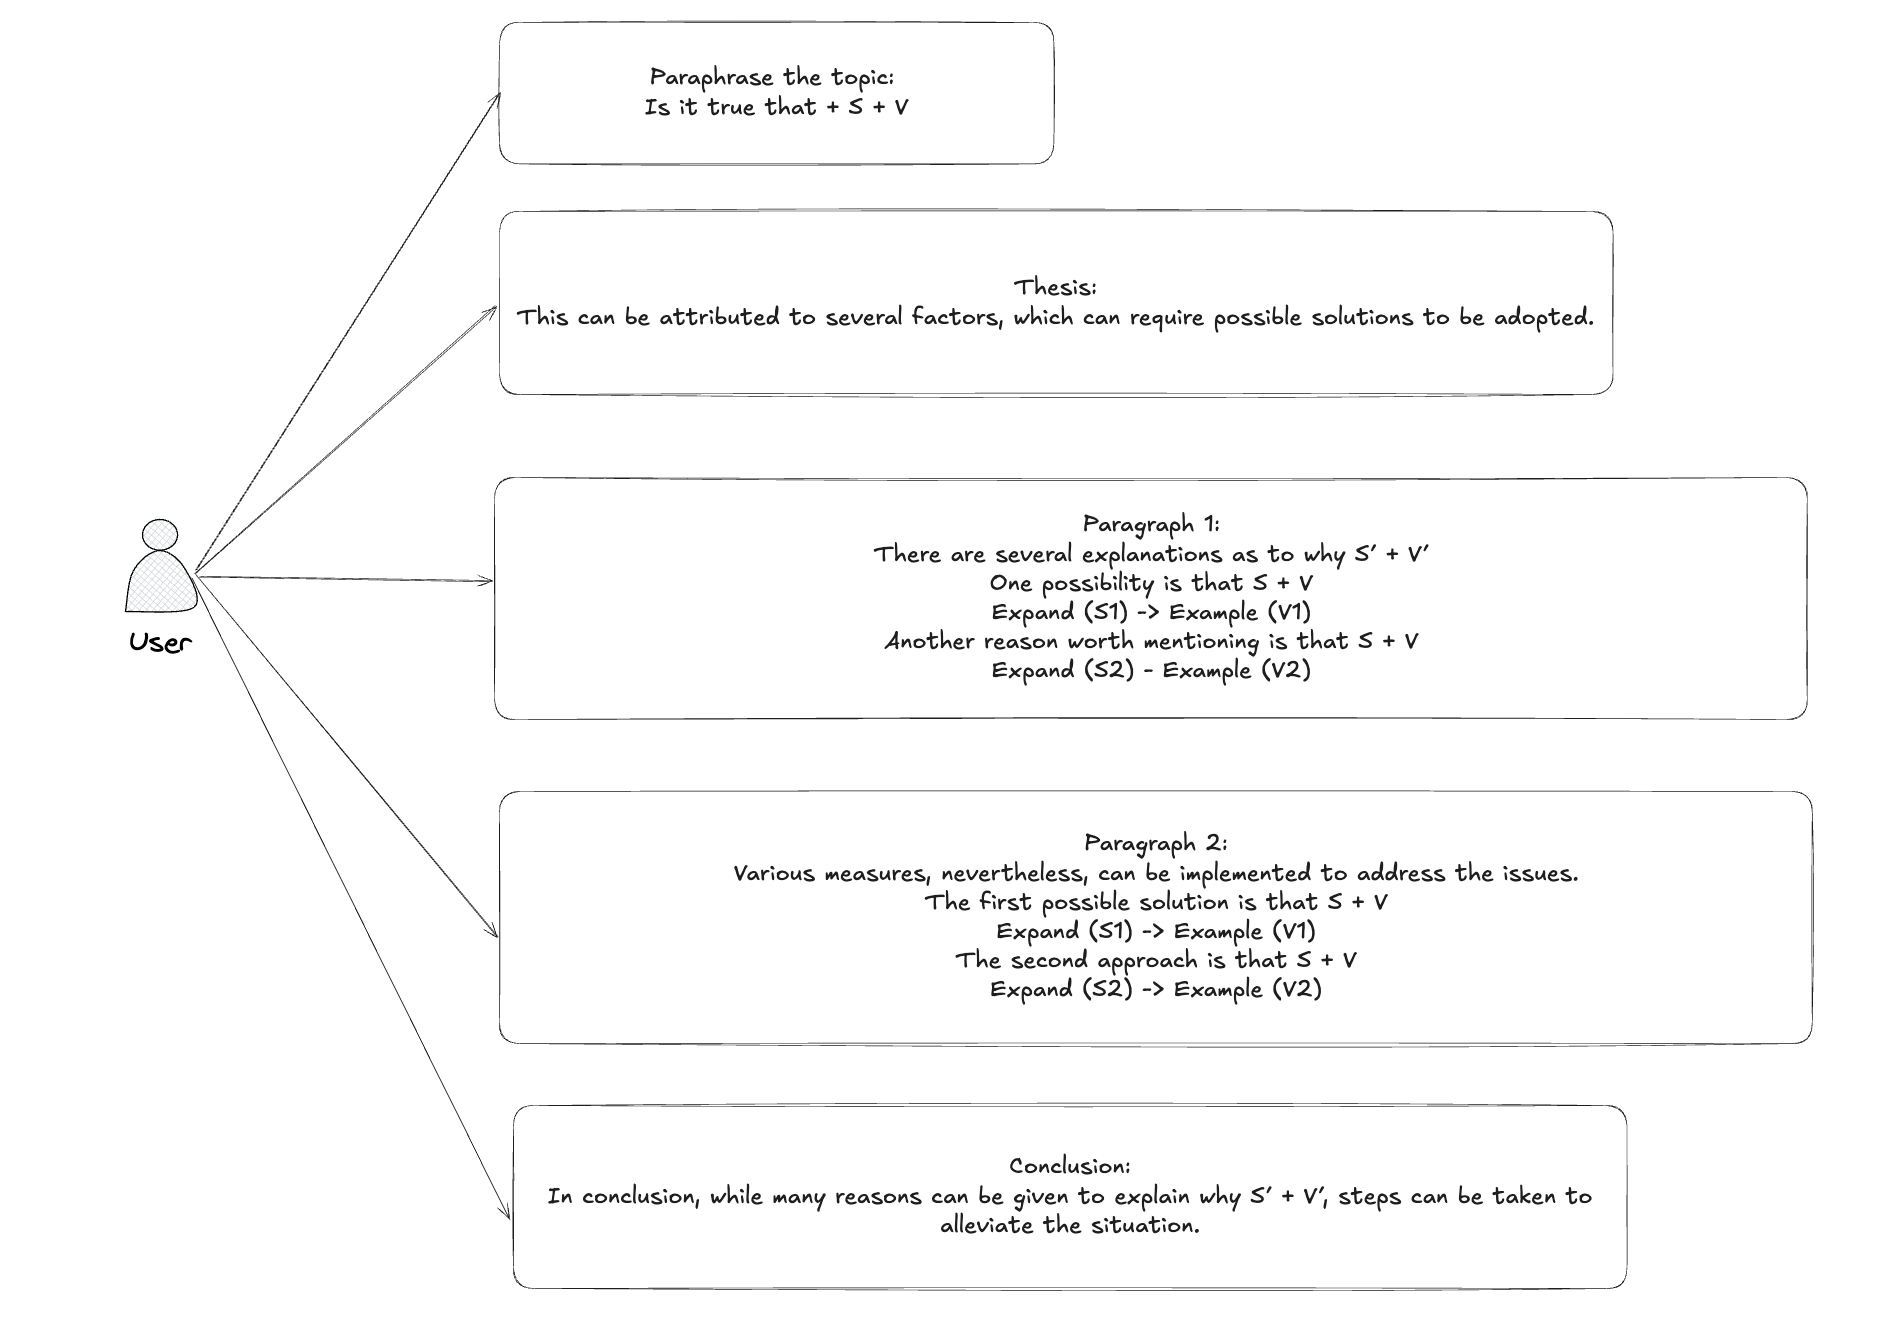 Paraphrase the topic:
Is it true that + S + V
Thesis:
This can be attributed to several factors, which can require possible solutions to be adopted.
Paragraph 1:
There are several explanations as to why S' + V'
One possibility is that S + V
Expand (S1) -> Example (V1)
Another reason worth mentioning is that S + V
Expand (S2) - Example (V2)
User
Paragraph 2:
Various measures, nevertheless, can be implemented to address the issues.
The first possible solution is that S + V
Expand (S1) -> Example (V1)
The second approach is that S + V
Expand (S2) -> Example (V2)
Conclusion:
In conclusion, while many reasons can be given to explain why S' + V', steps can be taken to
alleviate the situation.